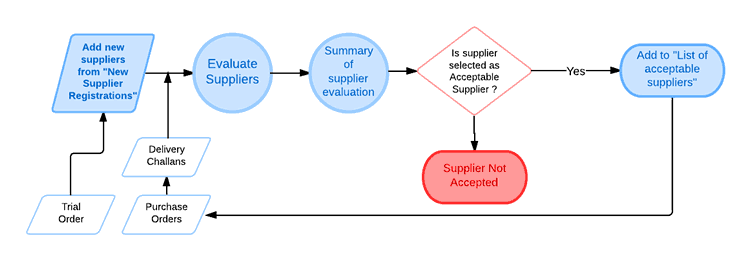 Add new
suppliers
from "New
Supplier
Registrations"
Evaluate
Suppliers
Summary
of
supplier
evaluation
Is supplier
selected as
Acceptable
Supplier ?
Yes
Add to "List of
acceptable
suppliers"
Delivery
Challans
Supplier Not
Accepted
Trial
Order
Purchase
Orders